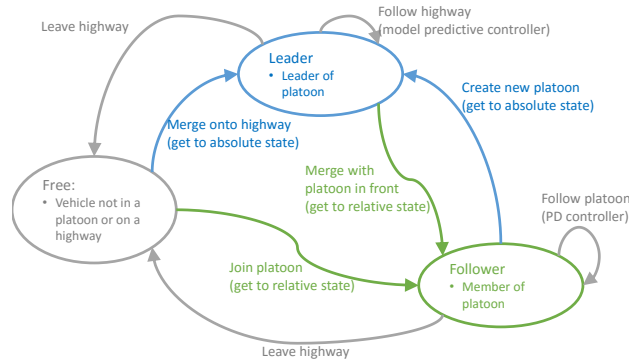 Follow highway
(model predictive controller)
Leave highway
Leader
• Leader of
platoon
Create new platoon
(get to absolute state)
Merge onto highway
(get to absolute state)
Merge with
platoon in front
(get to relative state)
Free:
• Vehicle not in a
platoon or on a
highway
Follow platoon
(PD controller)
Join platoon
(get to relative state)
Follower
• Member of
platoon
Leave highway